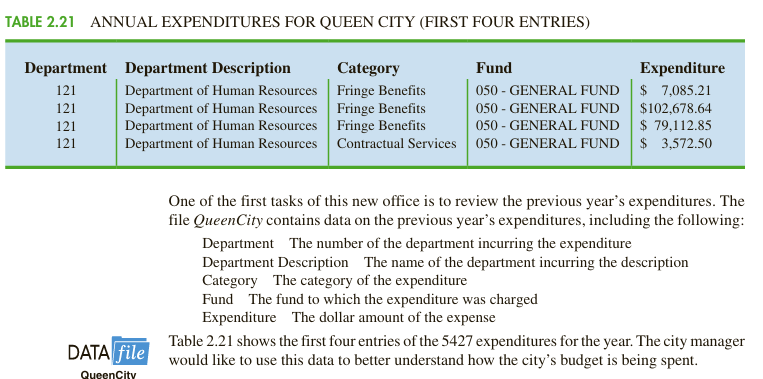 TABLE 2.21 ANNUAL EXPENDITURES FOR QUEEN CITY (FIRST FOUR ENTRIES)
Department Department Description Category Fund Expenditure
121 Department of Human Resources Fringe Benefits 050 - GENERAL FUND $ 7,085.21
121 Department of Human Resources Fringe Benefits 050 - GENERAL FUND $102,678.64
121 Department of Human Resources Fringe Benefits 050 - GENERAL FUND $ 79,112.85
121 Department of Human Resources Contractual Services 050 - GENERAL FUND $ 3,572.50
One of the first tasks of this new office is to review the previous year’s expenditures. The
file QueenCity contains data on the previous year’s expenditures, including the following:
Department The number of the department incurring the expenditure
Department Description The name of the department incurring the description
Category The category of the expenditure
Fund The fund to which the expenditure was charged
Expenditure The dollar amount of the expense
Table 2.21 shows the first four entries of the 5427 expenditures for the year. The city manager
would like to use this data to better understand how the city’s budget is being spent.
DATA file
QueenCity